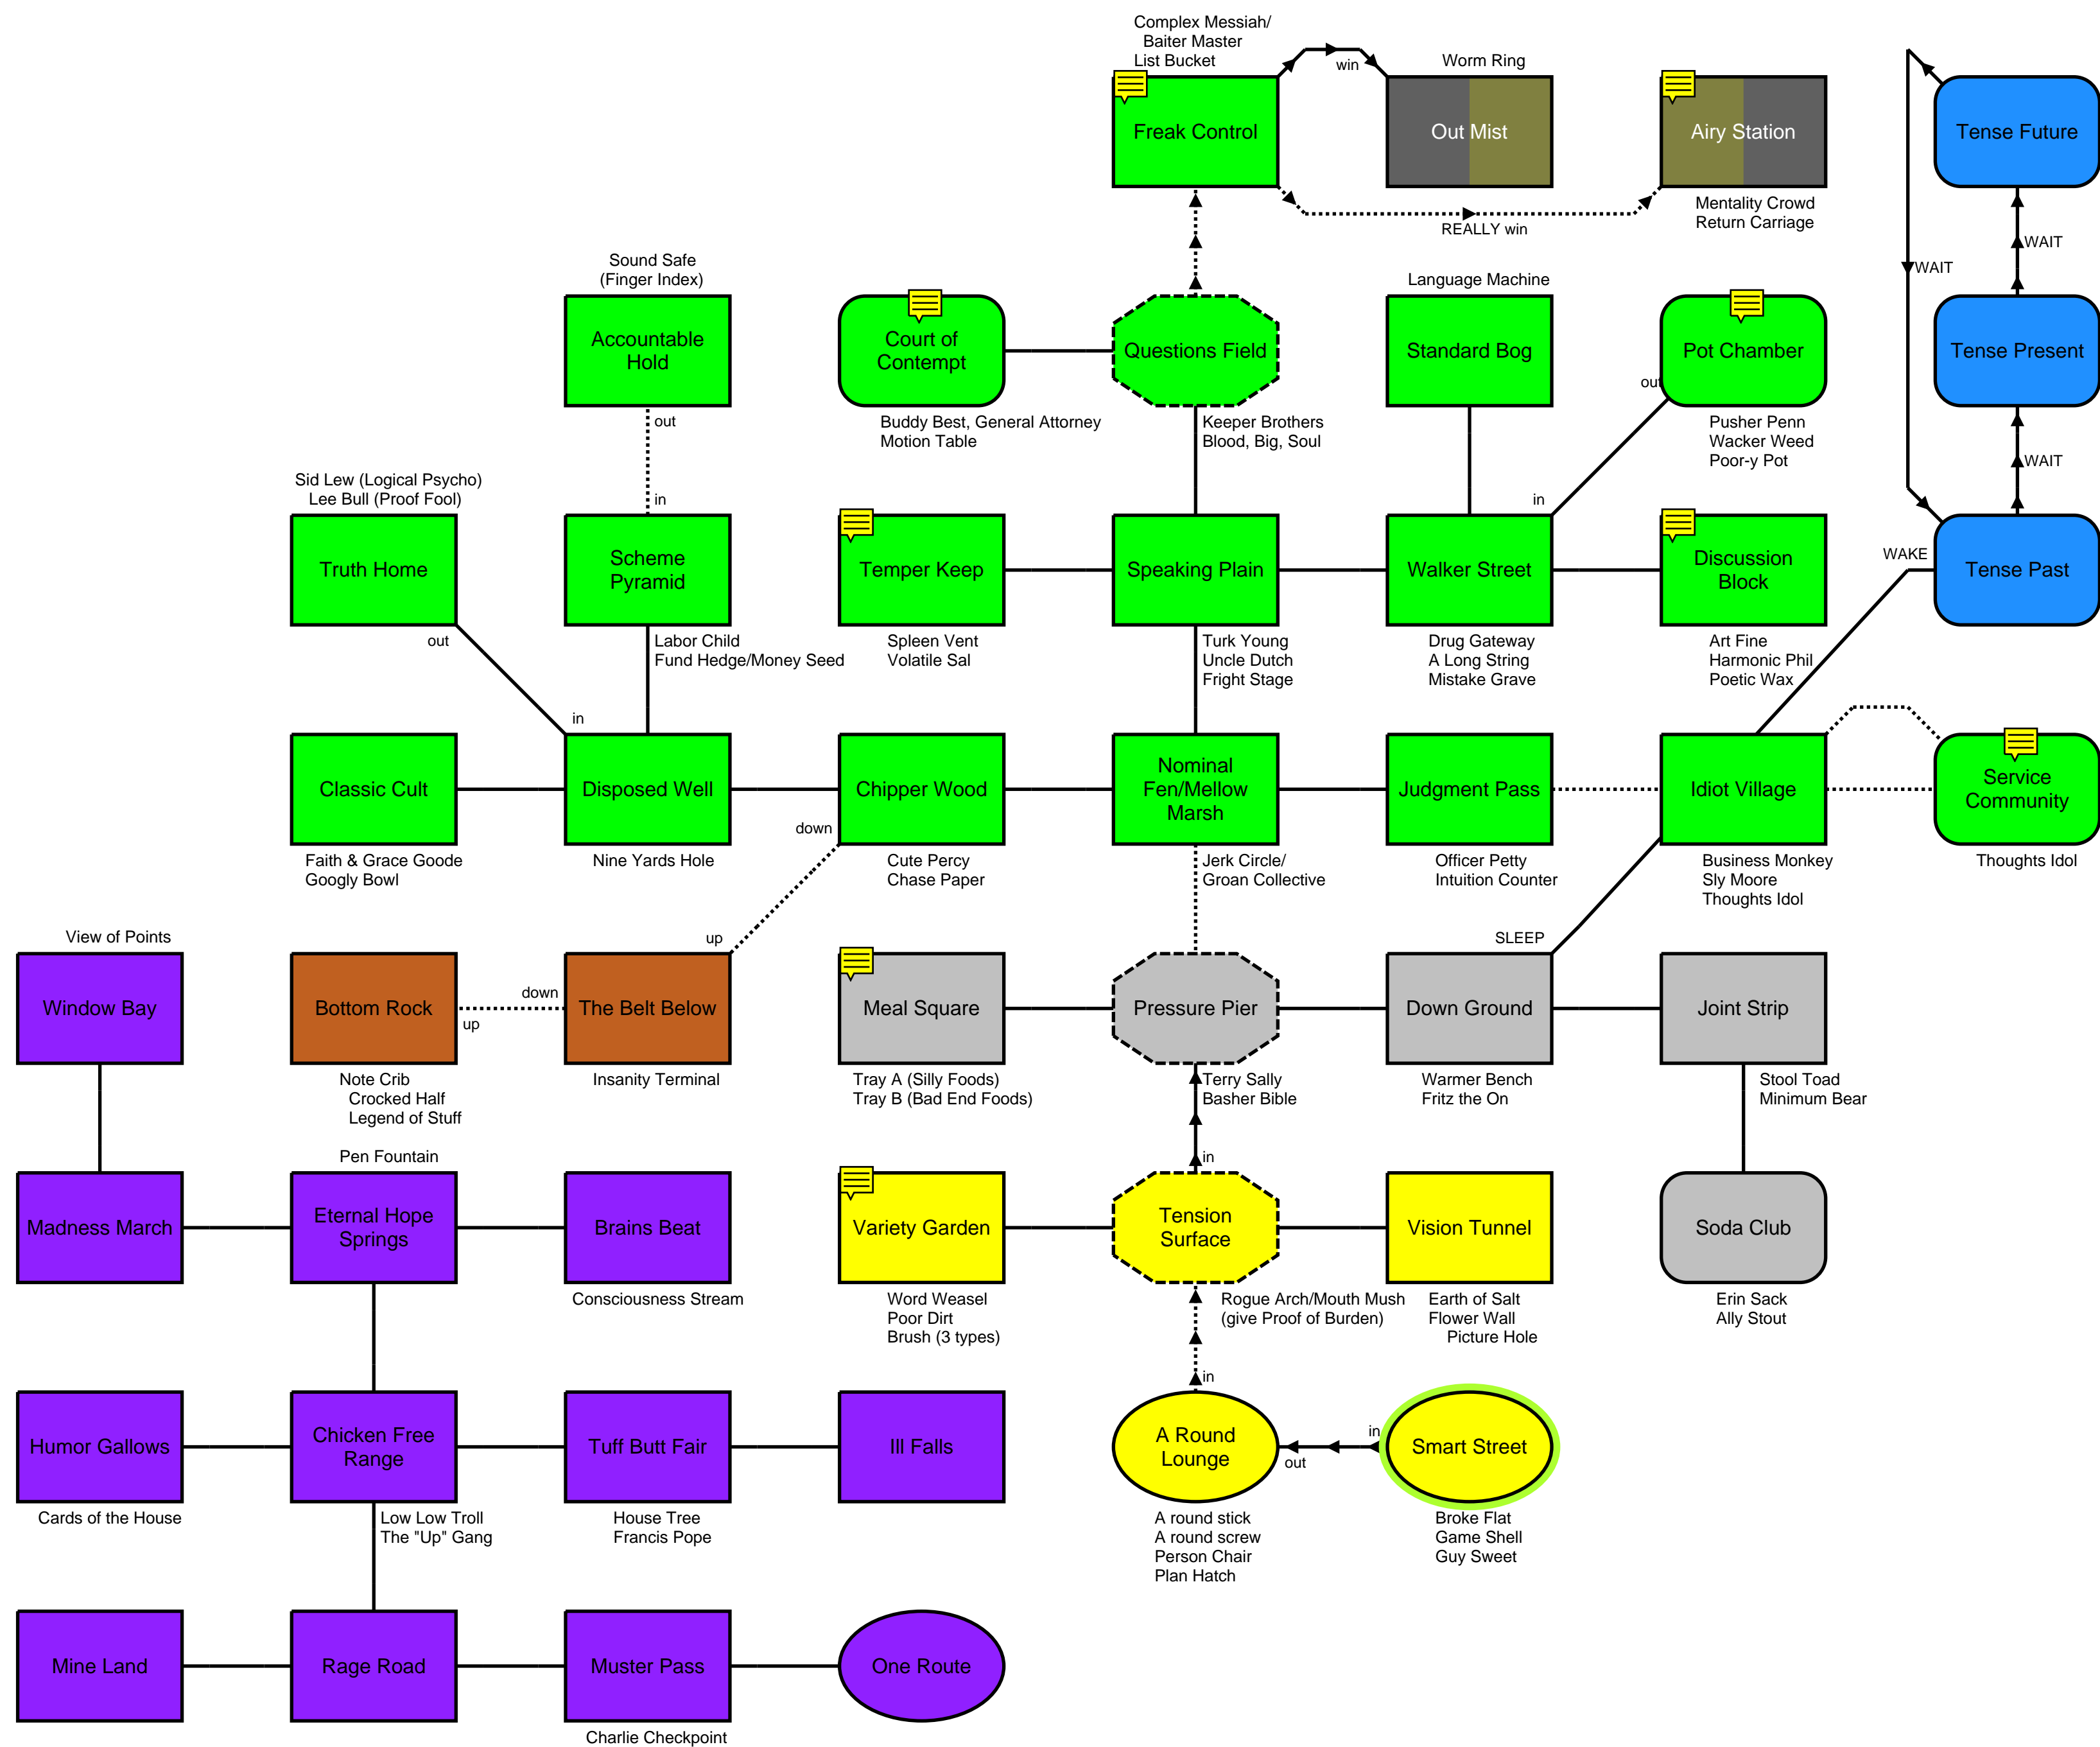 Complex Messiah/
Baiter Master
List Bucket
win
Worm Ring
Freak Control
Out Mist
Airy Station
Tense Future
Mentality Crowd
Return Carriage
REALLY win
WAIT
WAIT
Sound Safe
(Finger Index)
Language Machine
Accountable
Hold
Court of
Contempt
Questions Field
Standard Bog
Pot Chamber
Tense Present
out
out
Buddy Best, General Attorney
Motion Table
Keeper Brothers
Blood, Big, Soul
Pusher Penn
Wacker Weed
Poor-y Pot
WAIT
Sid Lew (Logical Psycho)
Lee Bull (Proof Fool)
in
in
Truth Home
Scheme
Pyramid
Temper Keep
Speaking Plain
Walker Street
Discussion
Block
WAKE
Tense Past
out
Labor Child
Fund Hedge/Money Seed
Spleen Vent
Volatile Sal
Turk Young
Uncle Dutch
Fright Stage
Drug Gateway
A Long String
Mistake Grave
Art Fine
Harmonic Phil
Poetic Wax
in
Classic Cult
Disposed Well
Chipper Wood
Nominal
Fen/Mellow
Marsh
Judgment Pass
Idiot Village
Service
Community
down
Faith & Grace Goode
Googly Bowl
Nine Yards Hole
Cute Percy
Chase Paper
Jerk Circle/
Groan Collective
Officer Petty
Intuition Counter
Business Monkey
Sly Moore
Thoughts Idol
Thoughts Idol
View of Points
up
SLEEP
Window Bay
Bottom Rock
down
up
The Belt Below
Meal Square
Pressure Pier
Down Ground
Joint Strip
Note Crib
Crocked Half
Legend of Stuff
Insanity Terminal
Tray A (Silly Foods)
Tray B (Bad End Foods)
Terry Sally
Basher Bible
Warmer Bench
Fritz the On
Stool Toad
Minimum Bear
Pen Fountain
in
Madness March
Eternal Hope
Springs
Brains Beat
Variety Garden
Tension
Surface
Vision Tunnel
Soda Club
Consciousness Stream
Word Weasel
Poor Dirt
Brush (3 types)
Rogue Arch/Mouth Mush
(give Proof of Burden)
Earth of Salt
Flower Wall
Picture Hole
Erin Sack
Ally Stout
in
Humor Gallows
Chicken Free
Range
Tuff Butt Fair
Ill Falls
A Round
Lounge
in
out
Smart Street
Cards of the House
Low Low Troll
The "Up" Gang
House Tree
Francis Pope
A round stick
A round screw
Person Chair
Plan Hatch
Broke Flat
Game Shell
Guy Sweet
Mine Land
Rage Road
Muster Pass
One Route
Charlie Checkpoint